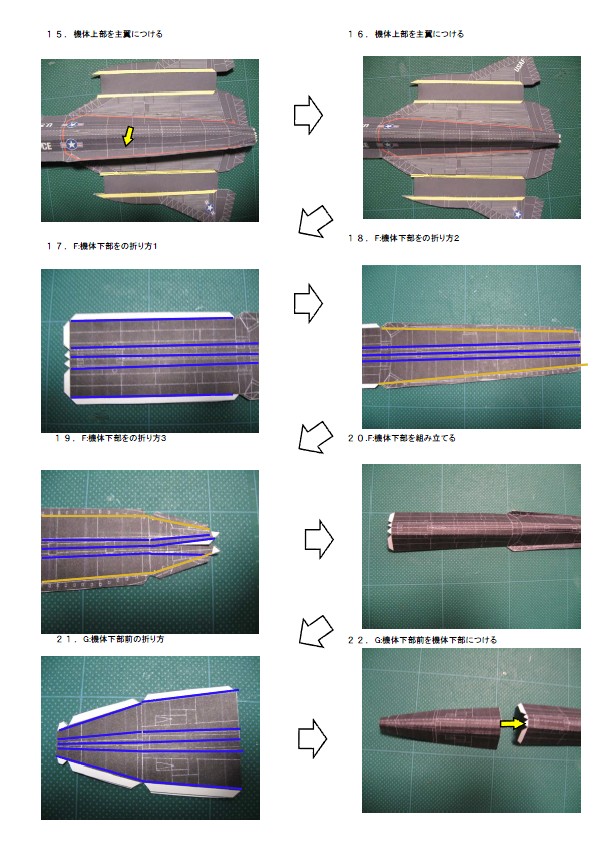 １５．機体上部を主翼につける
１６．機体上部を主翼につける
CE
USAF
１７．F:機体下部をの折り方1
１８．F:機体下部をの折り方2
１９．F:機体下部をの折り方3
２０.F:機体下部を組み立てる
２１．G:機体下部前の折り方
２２．G:機体下部前を機体下部につける